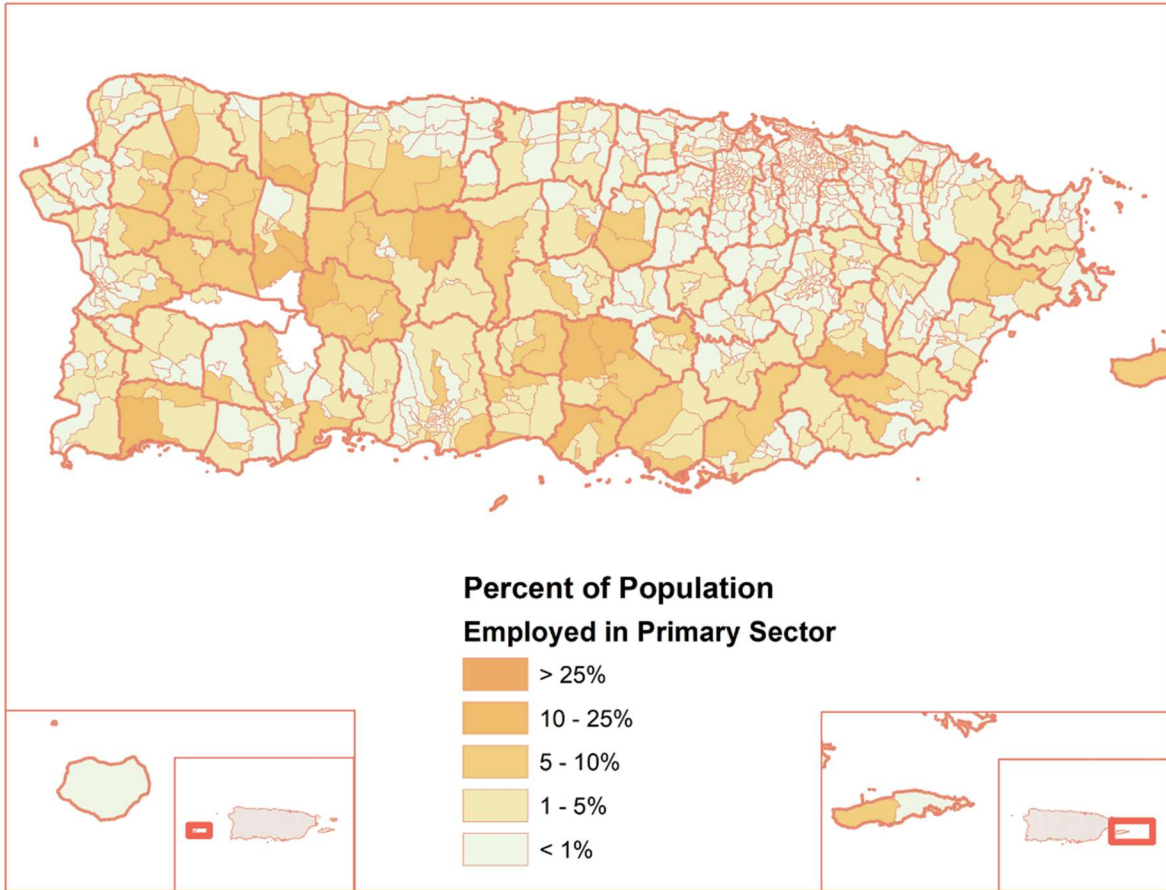 Percent of Population
Employed in Primary Sector
> 25%
10 - 25%
5 - 10%
1 - 5%
< 1%